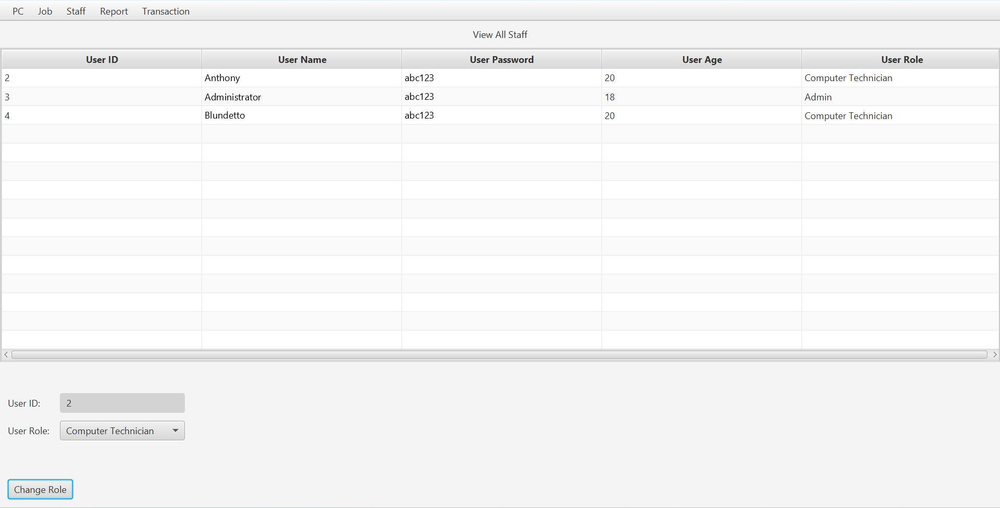 PC Job Staff Report Transaction
View All Staff
User ID User Name User Password User Age User Role
2 Anthony abc123 20 Computer Technician
3 Administrator abc123 18 Admin
4 Blundetto abc123 20 Computer Technician
User ID: 2
User Role: Computer Technician
Change Role